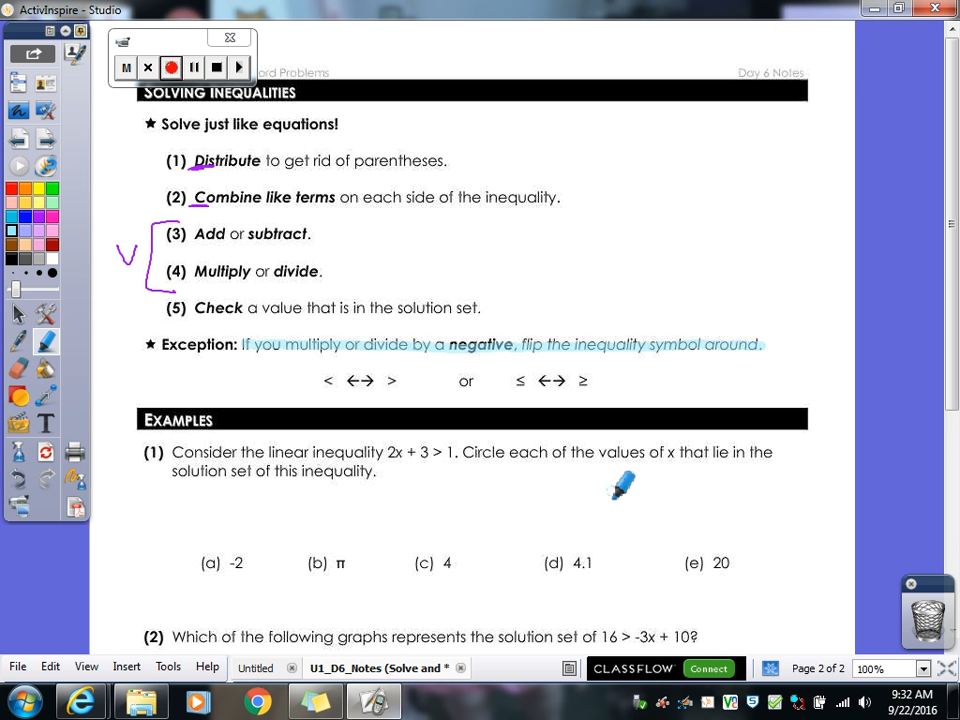 ActivInspire - Studio
M
ord Problems
Day 6 Notes
SOLVING INEQUALITIES
★ Solve just like equations!
(1) Distribute to get rid of parentheses.
(2) Combine like terms on each side of the inequality.
(3) Add or subtract.
V
(4) Multiply or divide.
(5) Check a value that is in the solution set.
★ Exception: If you multiply or divide by a negative, flip the inequality symbol around.
< ↔ > or ≤ ↔ ≥
EXAMPLES
(1) Consider the linear inequality 2x + 3 > 1. Circle each of the values of x that lie in the
solution set of this inequality.
(a) -2 (b) π (c) 4 (d) 4.1 (e) 20
(2) Which of the following graphs represents the solution set of 16 > -3x + 10?
File Edit View Insert Tools Help Untitled U1_D6_Notes (Solve and * CLASSFLOW Connect Page 2 of 2 100%
9:32 AM
9/22/2016